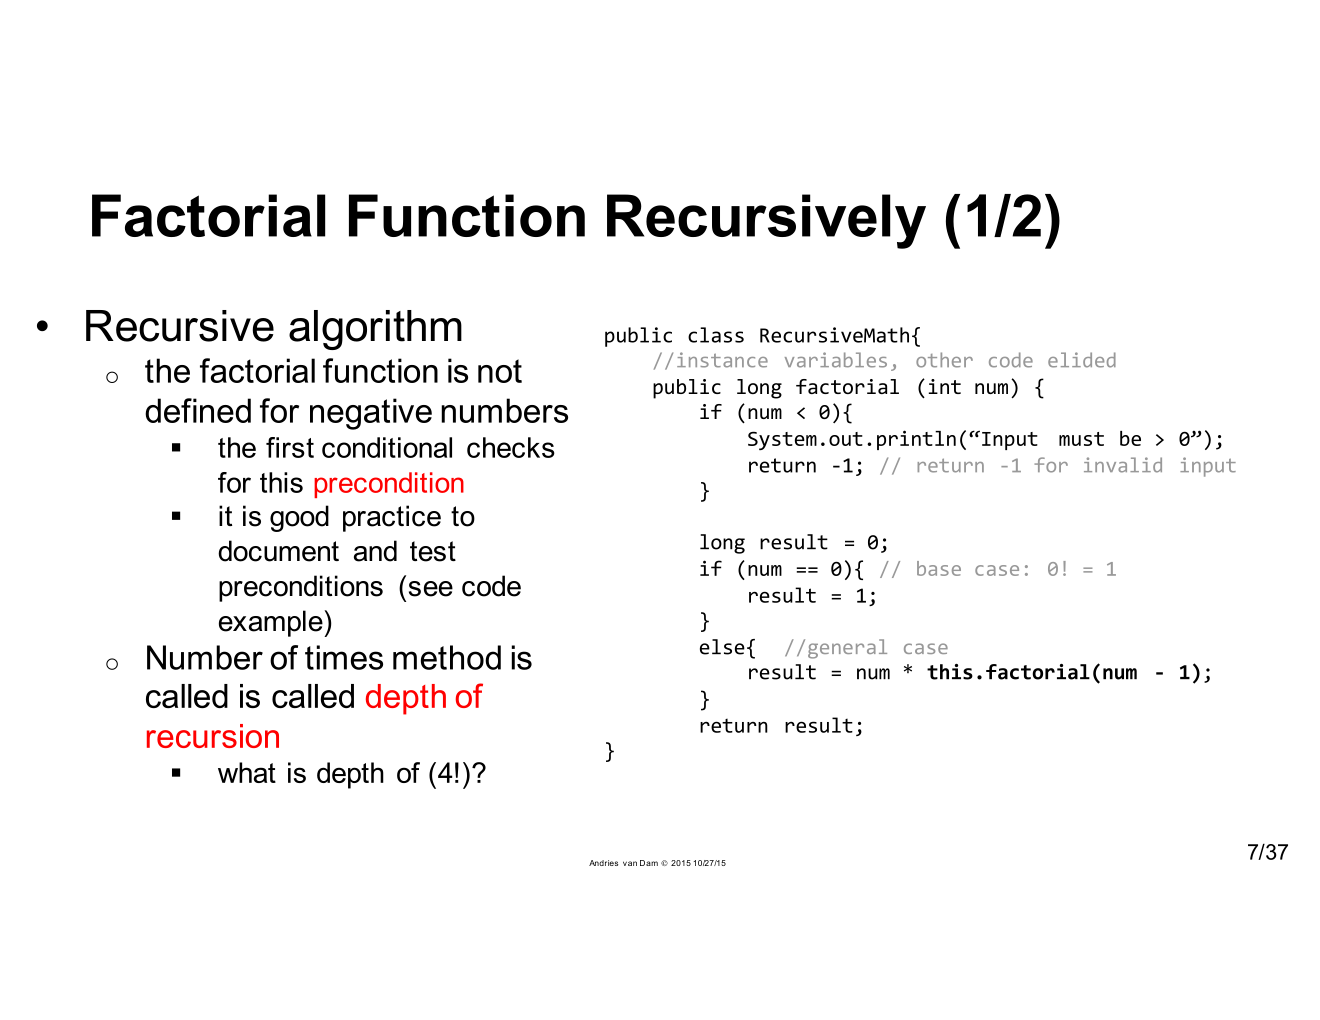 Factorial Function Recursively (1/2)
• Recursive algorithm
o the factorial function is not
defined for negative numbers
▪ the first conditional checks
for this precondition
▪ it is good practice to
document and test
preconditions (see code
example)
o Number of times method is
called is called depth of
recursion
▪ what is depth of (4!)?
public class RecursiveMath{
//instance variables, other code elided
public long factorial (int num) {
if (num < 0){
System.out.println(“Input must be > 0”);
return -1; // return -1 for invalid input
}
long result = 0;
if (num == 0){ // base case: 0! = 1
result = 1;
}
else{ //general case
result = num * this.factorial(num - 1);
}
return result;
}
Andries van Dam © 2015 10/27/15
7/37